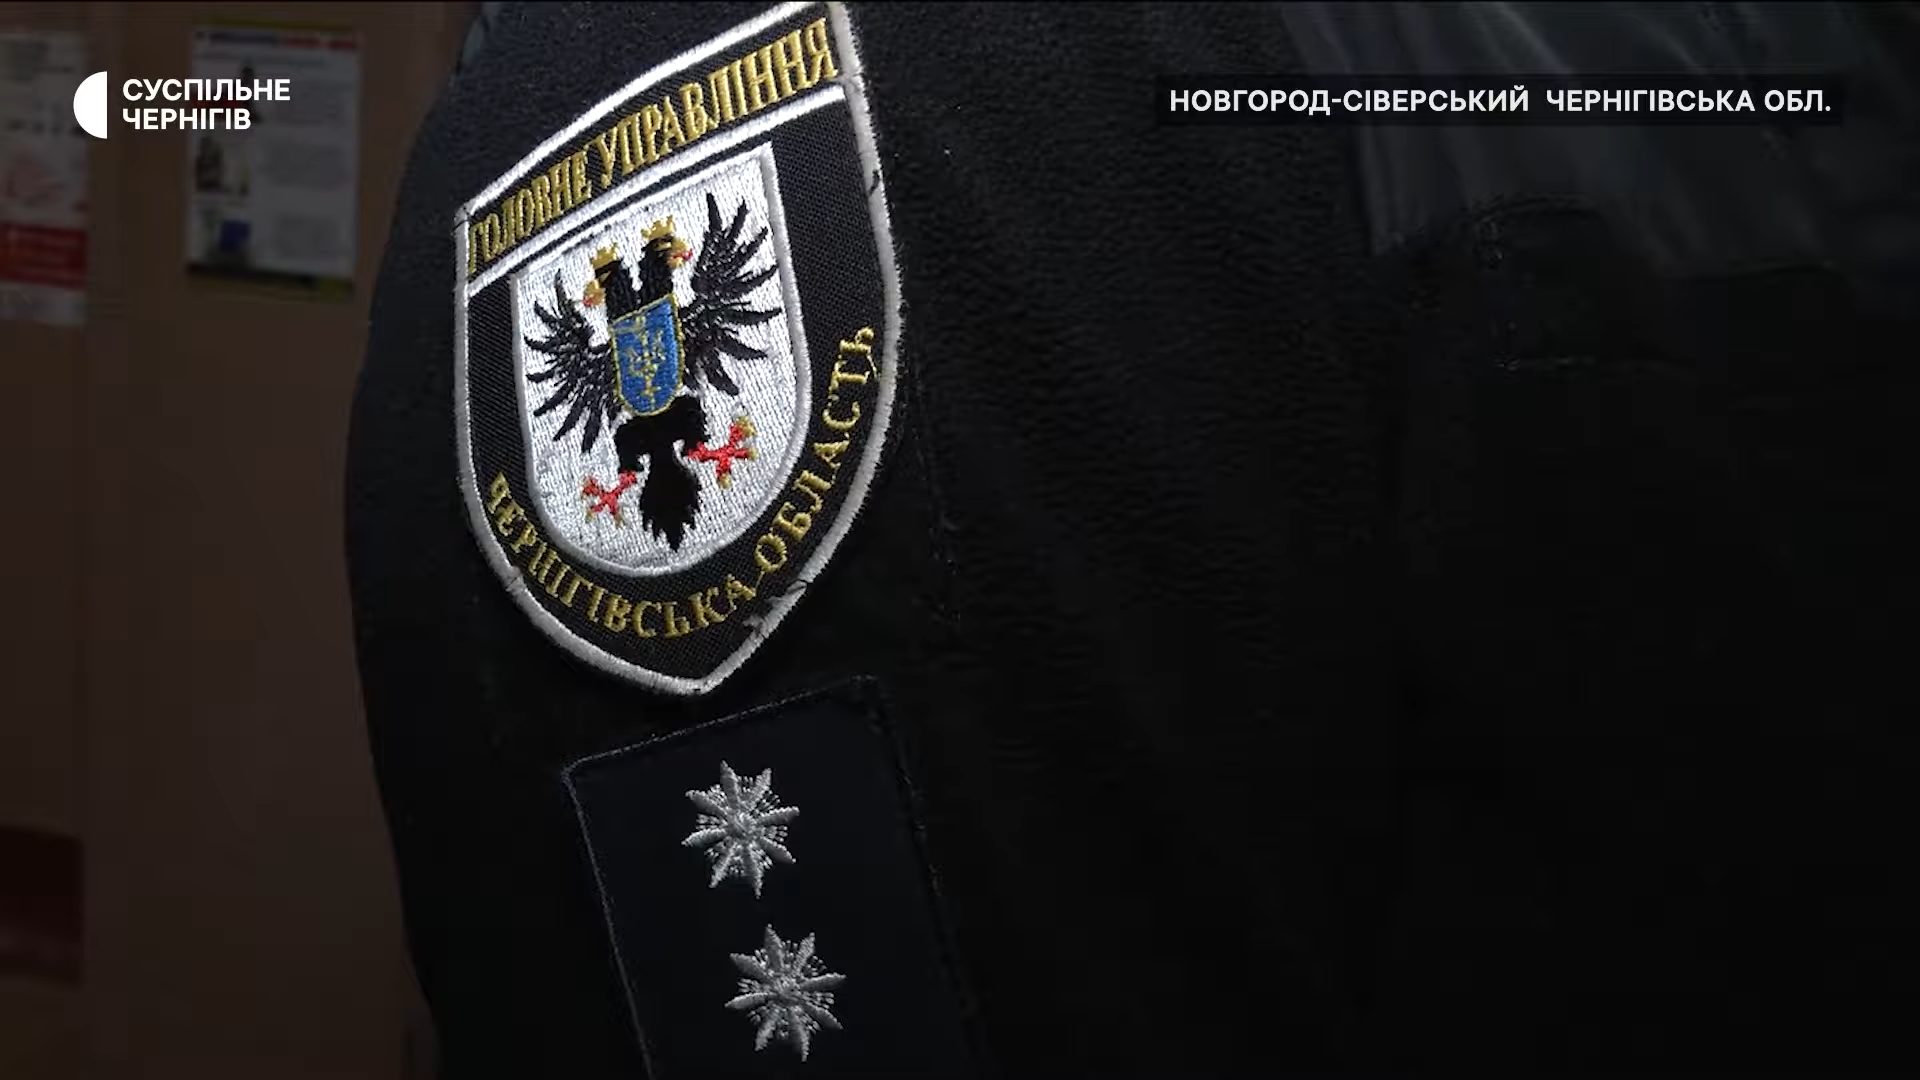 СУСПІЛЬНЕ
ЧЕРНІГІВ
НОВГОРОД-СІВЕРСЬКИЙ ЧЕРНІГІВСЬКА ОБЛ.
ГОЛОВНЕ УПРАВЛІННЯ
ЧЕРНІГІВСЬКА ОБЛАСТЬ